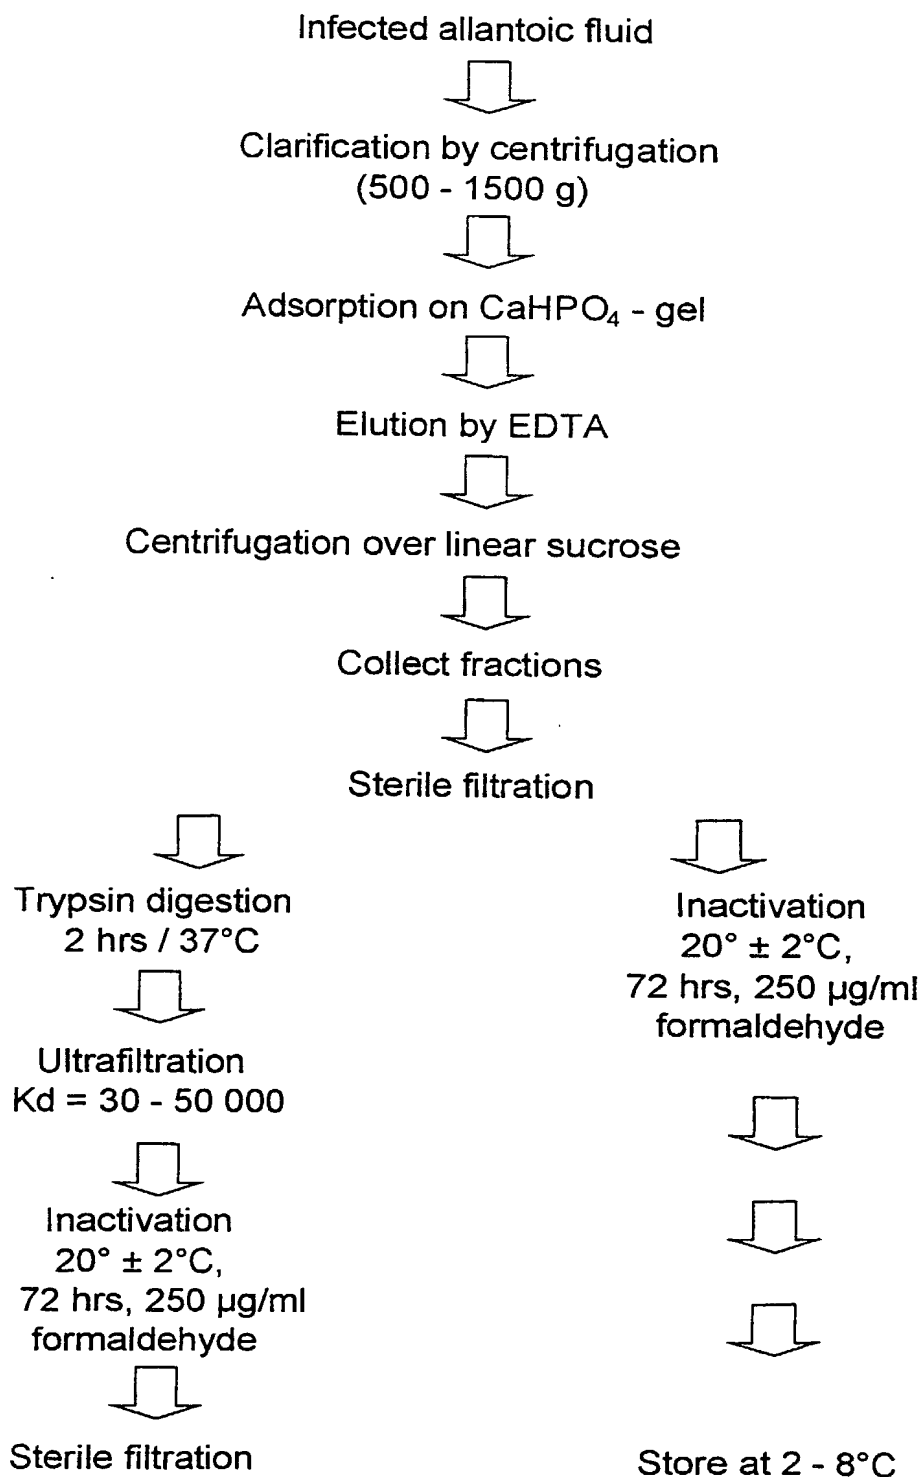 Infected allantoic fluid
Clarification by centrifugation
(500 - 1500 g)
Adsorption on CaHPO₄ - gel
Elution by EDTA
Centrifugation over linear sucrose
Collect fractions
Sterile filtration
Trypsin digestion
2 hrs / 37°C
Ultrafiltration
Kd = 30 - 50 000
Inactivation
20° ± 2°C,
72 hrs, 250 µg/ml
formaldehyde
Sterile filtration
Inactivation
20° ± 2°C,
72 hrs, 250 µg/ml
formaldehyde
Store at 2 - 8°C